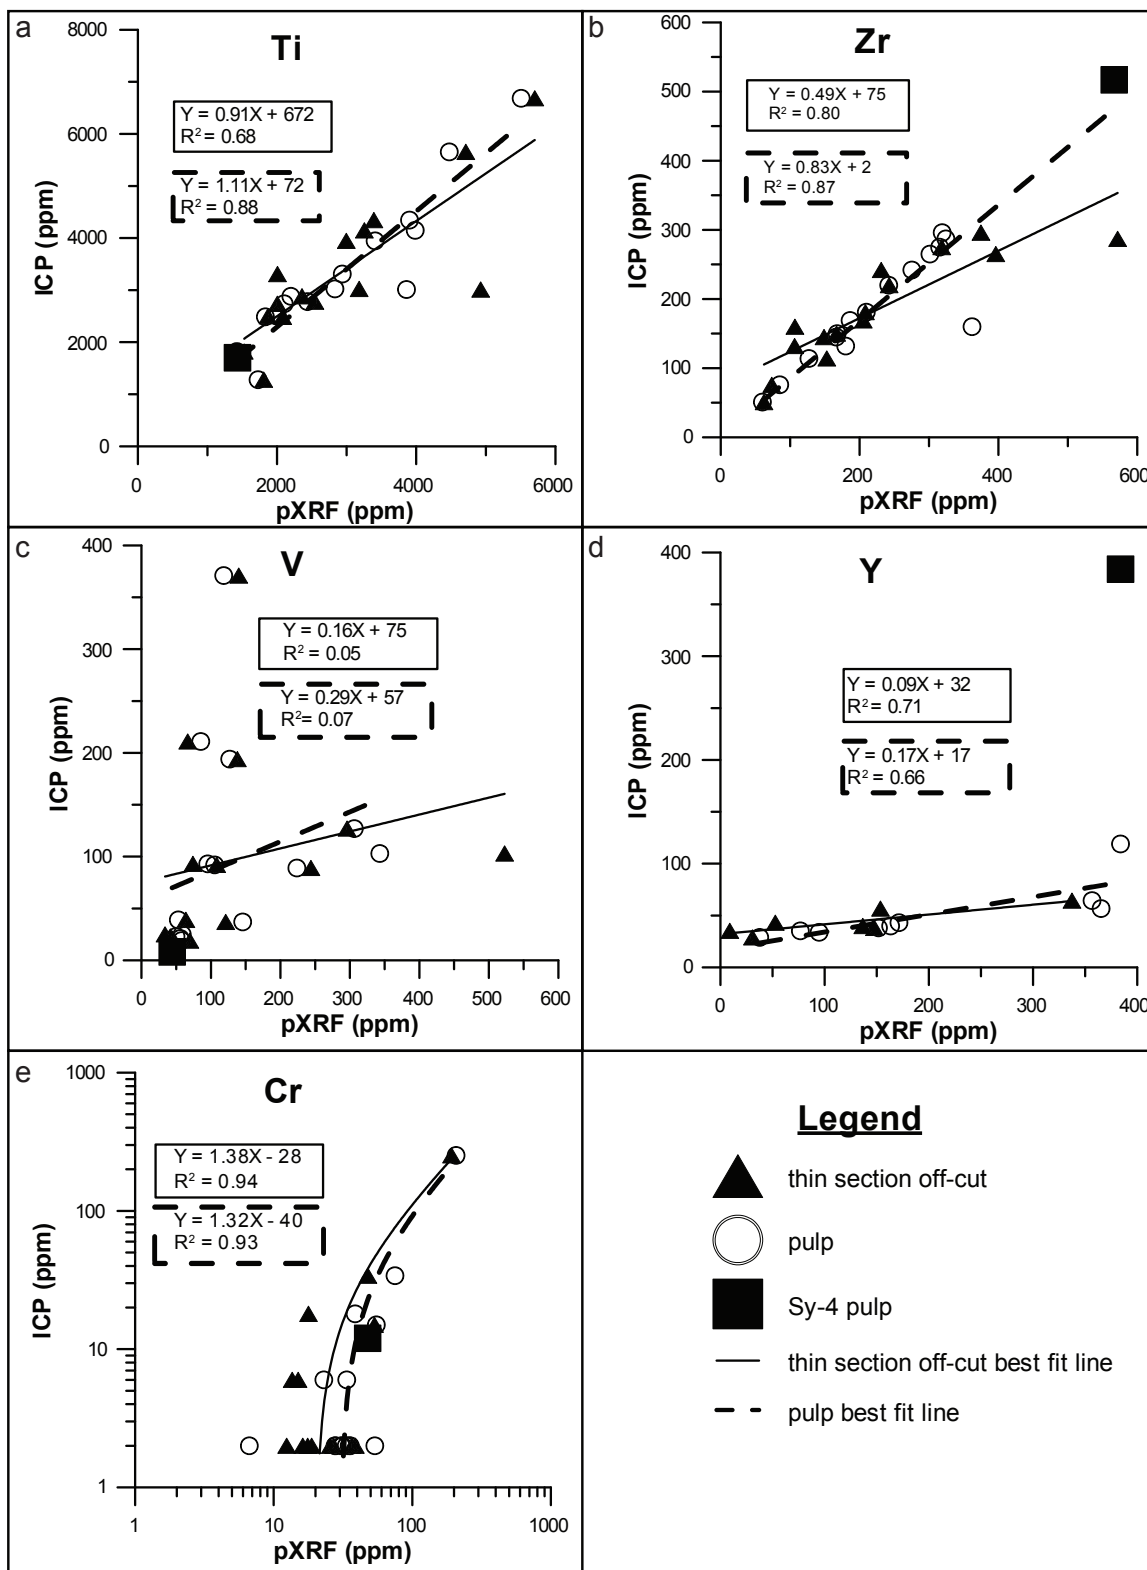 a
Ti
8000
6000
4000
2000
0
ICP (ppm)
Y = 0.91X + 672
R² = 0.68
Y = 1.11X + 72
R² = 0.88
0 2000 4000 6000
pXRF (ppm)
b
Zr
600
500
400
300
200
100
0
ICP (ppm)
Y = 0.49X + 75
R² = 0.80
Y = 0.83X + 2
R² = 0.87
0 200 400 600
pXRF (ppm)
c
V
400
300
200
100
0
ICP (ppm)
Y = 0.16X + 75
R² = 0.05
Y = 0.29X + 57
R²= 0.07
0 100 200 300 400 500 600
pXRF (ppm)
d
Y
400
300
200
100
0
ICP (ppm)
Y = 0.09X + 32
R² = 0.71
Y = 0.17X + 17
R² = 0.66
0 100 200 300 400
pXRF (ppm)
e
Cr
1000
100
10
1
ICP (ppm)
Y = 1.38X - 28
R² = 0.94
Y = 1.32X - 40
R² = 0.93
1 10 100 1000
pXRF (ppm)
Legend
thin section off-cut
pulp
Sy-4 pulp
thin section off-cut best fit line
pulp best fit line